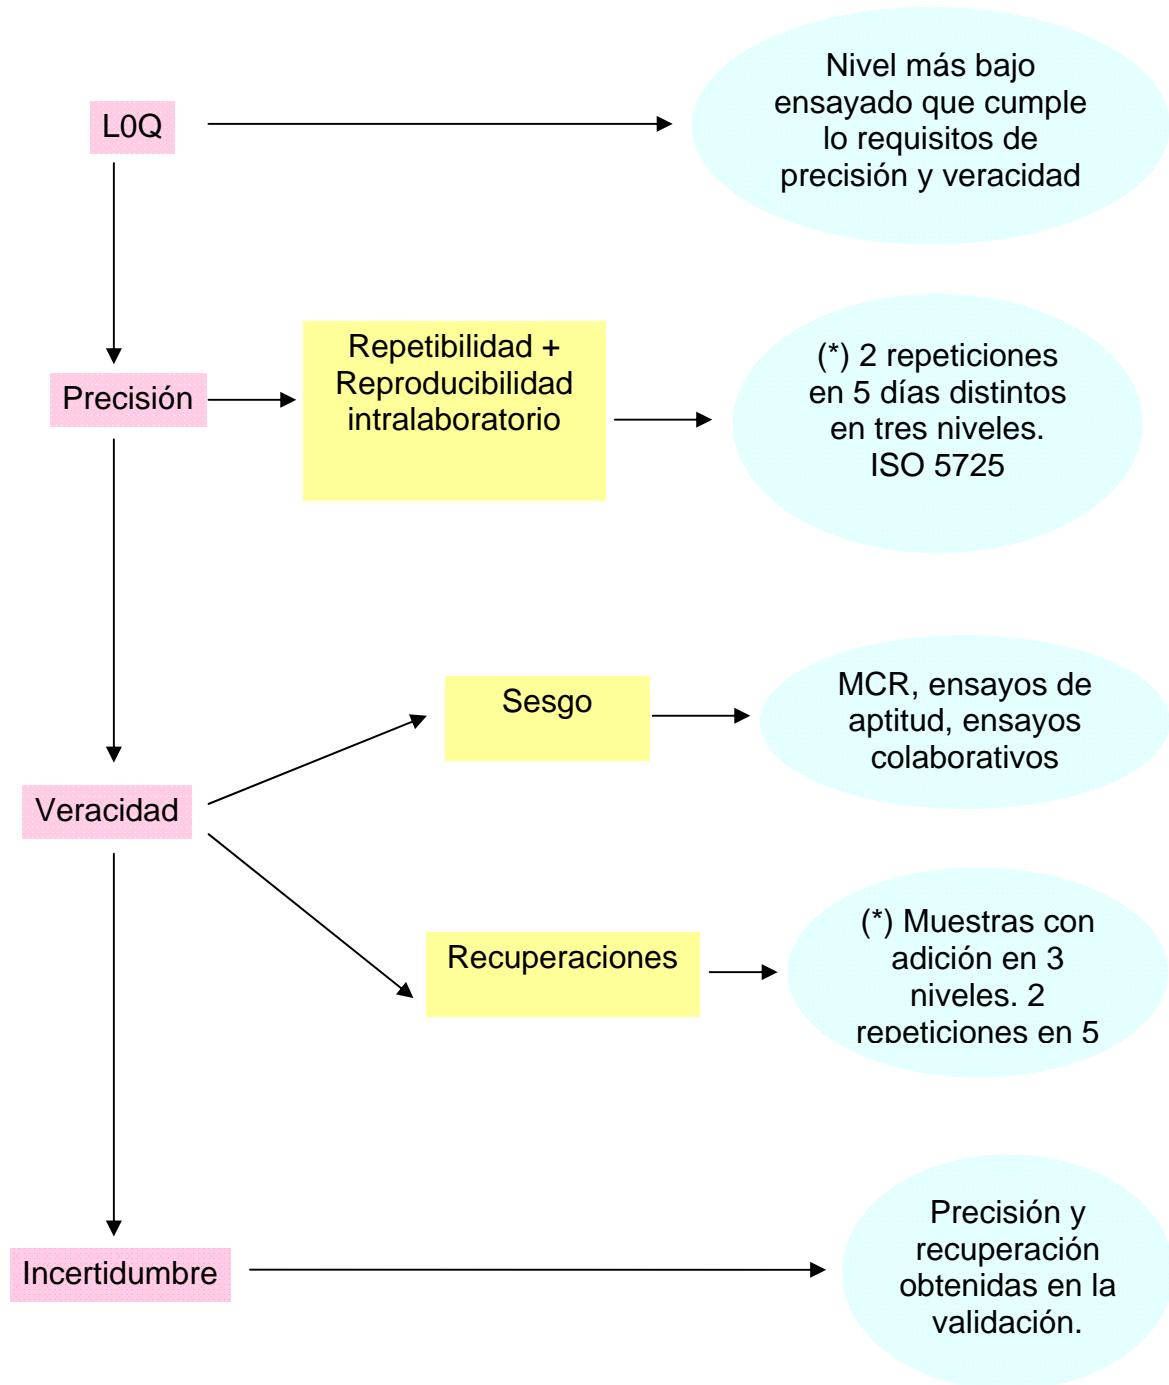 Nivel más bajo
ensayado que cumple
lo requisitos de
precisión y veracidad
L0Q
Repetibilidad +
Reproducibilidad
intralaboratorio
(*) 2 repeticiones
en 5 días distintos
en tres niveles.
ISO 5725
Precisión
Sesgo
MCR, ensayos de
aptitud, ensayos
colaborativos
Veracidad
Recuperaciones
(*) Muestras con
adición en 3
niveles. 2
repeticiones en 5
Incertidumbre
Precisión y
recuperación
obtenidas en la
validación.